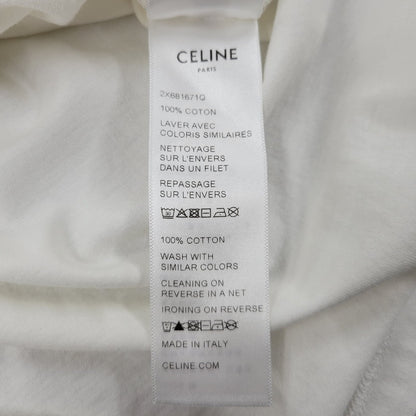 CELINE
PARIS
2X681671Q
100% COTON
LAVER AVEC
COLORIS SIMILAIRES
NETTOYAGE
SUR L'ENVERS
DANS UN FILET
REPASSAGE
SUR L'ENVERS
100% COTTON
WASH WITH
SIMILAR COLORS
CLEANING ON
REVERSE IN A NET
IRONING ON REVERSE
MADE IN ITALY
CELINE.COM